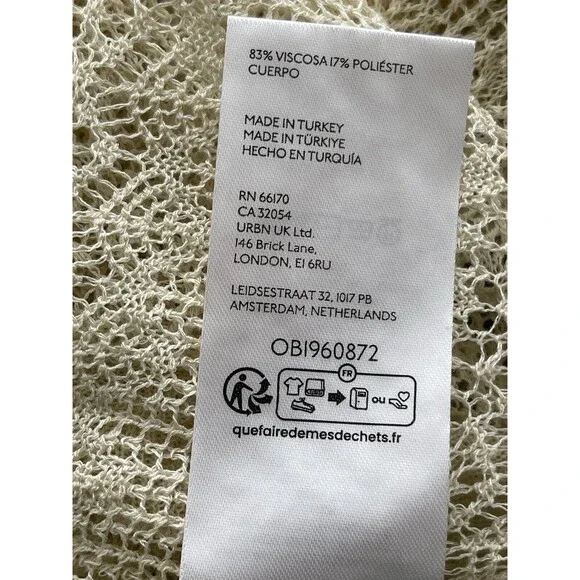 83% VISCOSA 17% POLIÉSTER
CUERPO
MADE IN TURKEY
MADE IN TÜRKIYE
HECHO EN TURQUÍA
RN 66170
CA 32054
URBN UK Ltd.
146 Brick Lane,
LONDON, E1 6RU
LEIDSESTRAAT 32, 1017 PB
AMSTERDAM, NETHERLANDS
OB1960872
FR
ou
quefairedemesdechets.fr